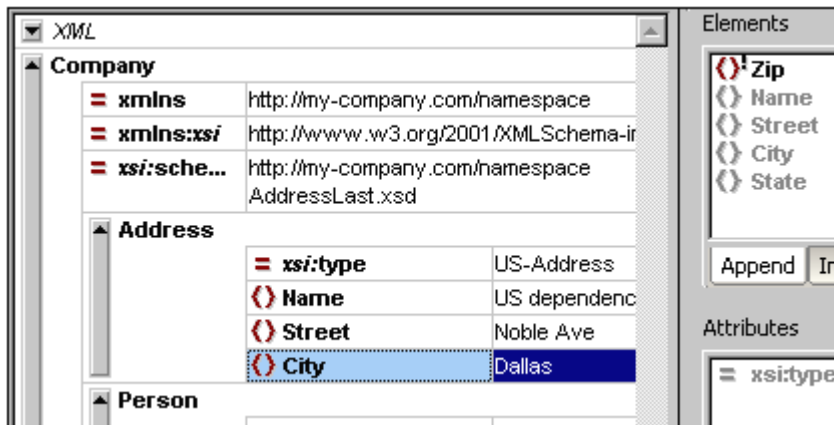 XML
Company
= xmlns http://my-company.com/namespace
= xmlns:xsi http://www.w3.org/2001/XMLSchema-in
= xsi:sche... http://my-company.com/namespace
AddressLast.xsd
Address
= xsi:type US-Address
() Name US dependenc
() Street Noble Ave
() City Dallas
Person
Elements
()! Zip
() Name
() Street
() City
() State
Append In
Attributes
= xsi:type